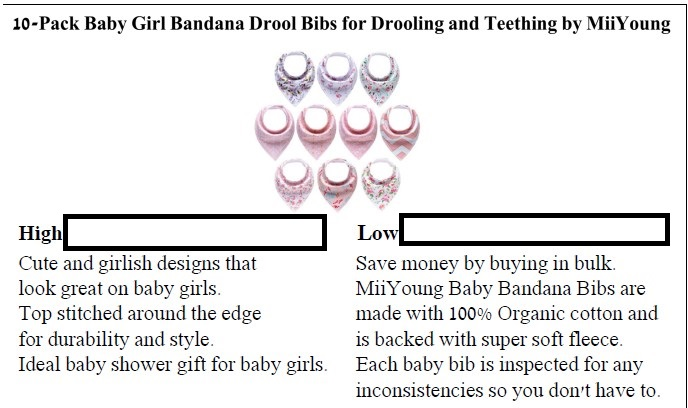 10-Pack Baby Girl Bandana Drool Bibs for Drooling and Teething by MiiYoung
High
Cute and girlish designs that
look great on baby girls.
Top stitched around the edge
for durability and style.
Ideal baby shower gift for baby girls.
Low
Save money by buying in bulk.
MiiYoung Baby Bandana Bibs are
made with 100% Organic cotton and
is backed with super soft fleece.
Each baby bib is inspected for any
inconsistencies so you don't have to.